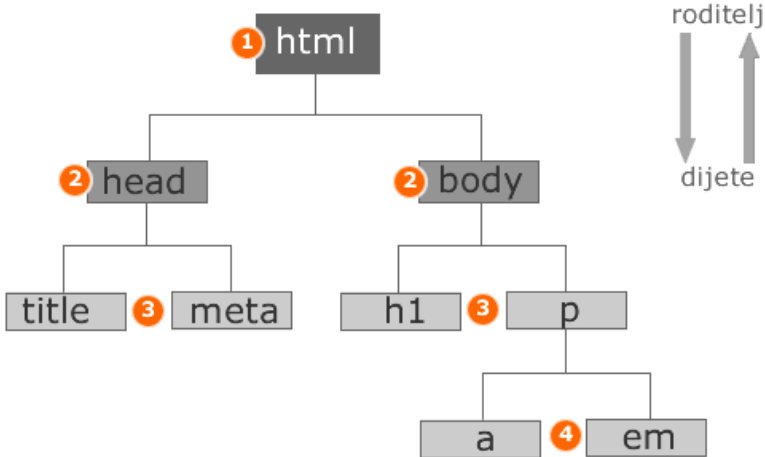 roditelj
1 html
2 head
2 body
dijete
title 3 meta
h1 3 p
a 4 em